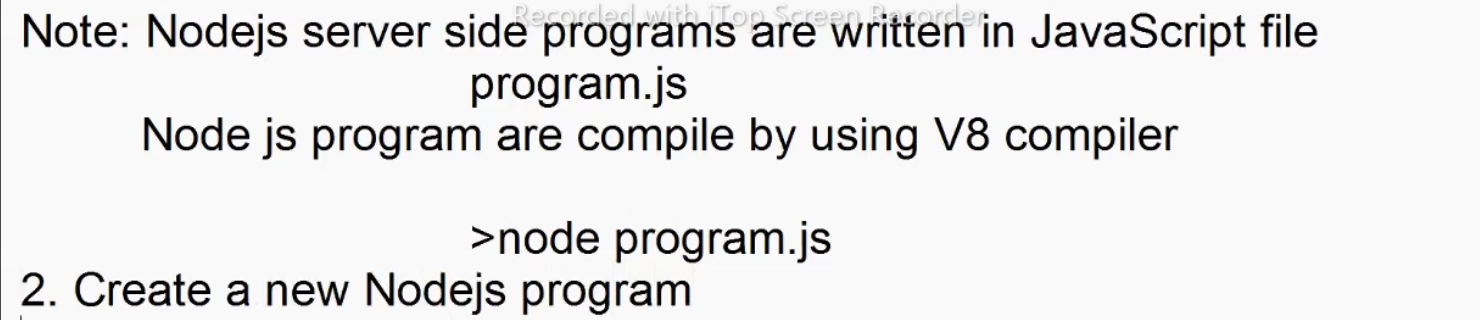 Recorded with iTop Screen Recorder
Note: Nodejs server side programs are written in JavaScript file
program.js
Node js program are compile by using V8 compiler
>node program.js
2. Create a new Nodejs program